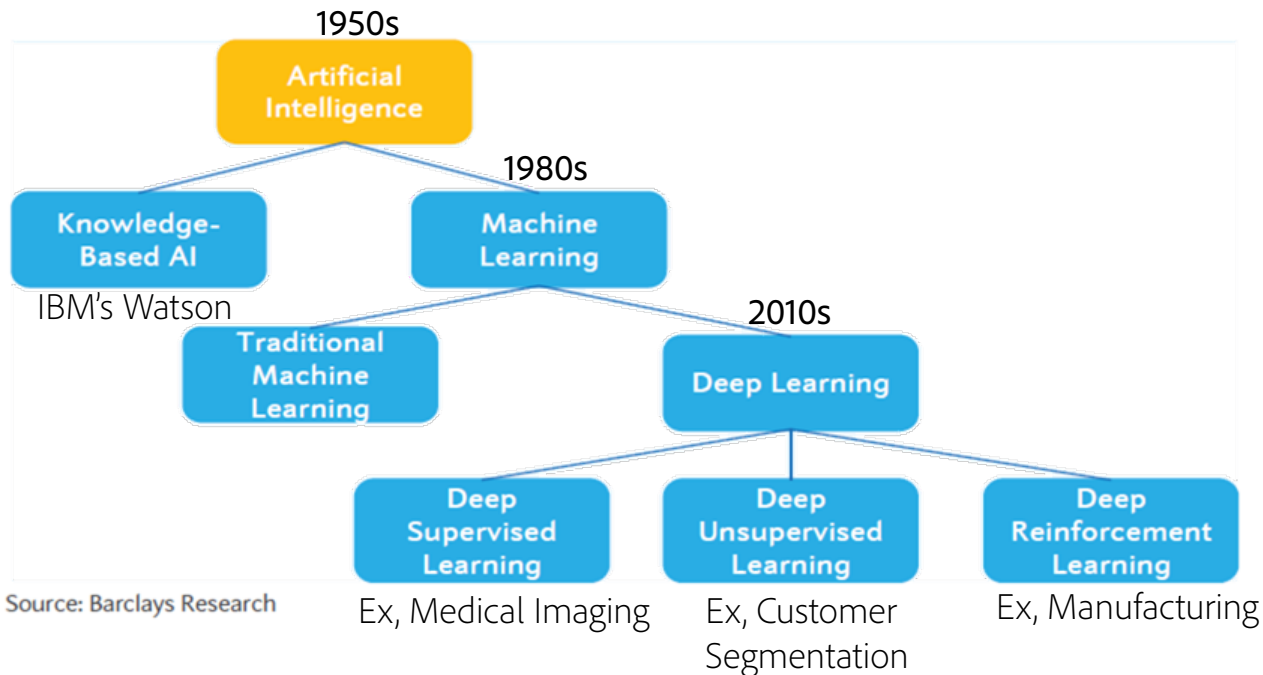 1950s
Artificial
Intelligence
1980s
Knowledge-
Based AI
Machine
Learning
IBM's Watson
2010s
Traditional
Machine
Learning
Deep Learning
Deep
Supervised
Learning
Deep
Unsupervised
Learning
Deep
Reinforcement
Learning
Source: Barclays Research
Ex, Medical Imaging
Ex, Customer
Segmentation
Ex, Manufacturing